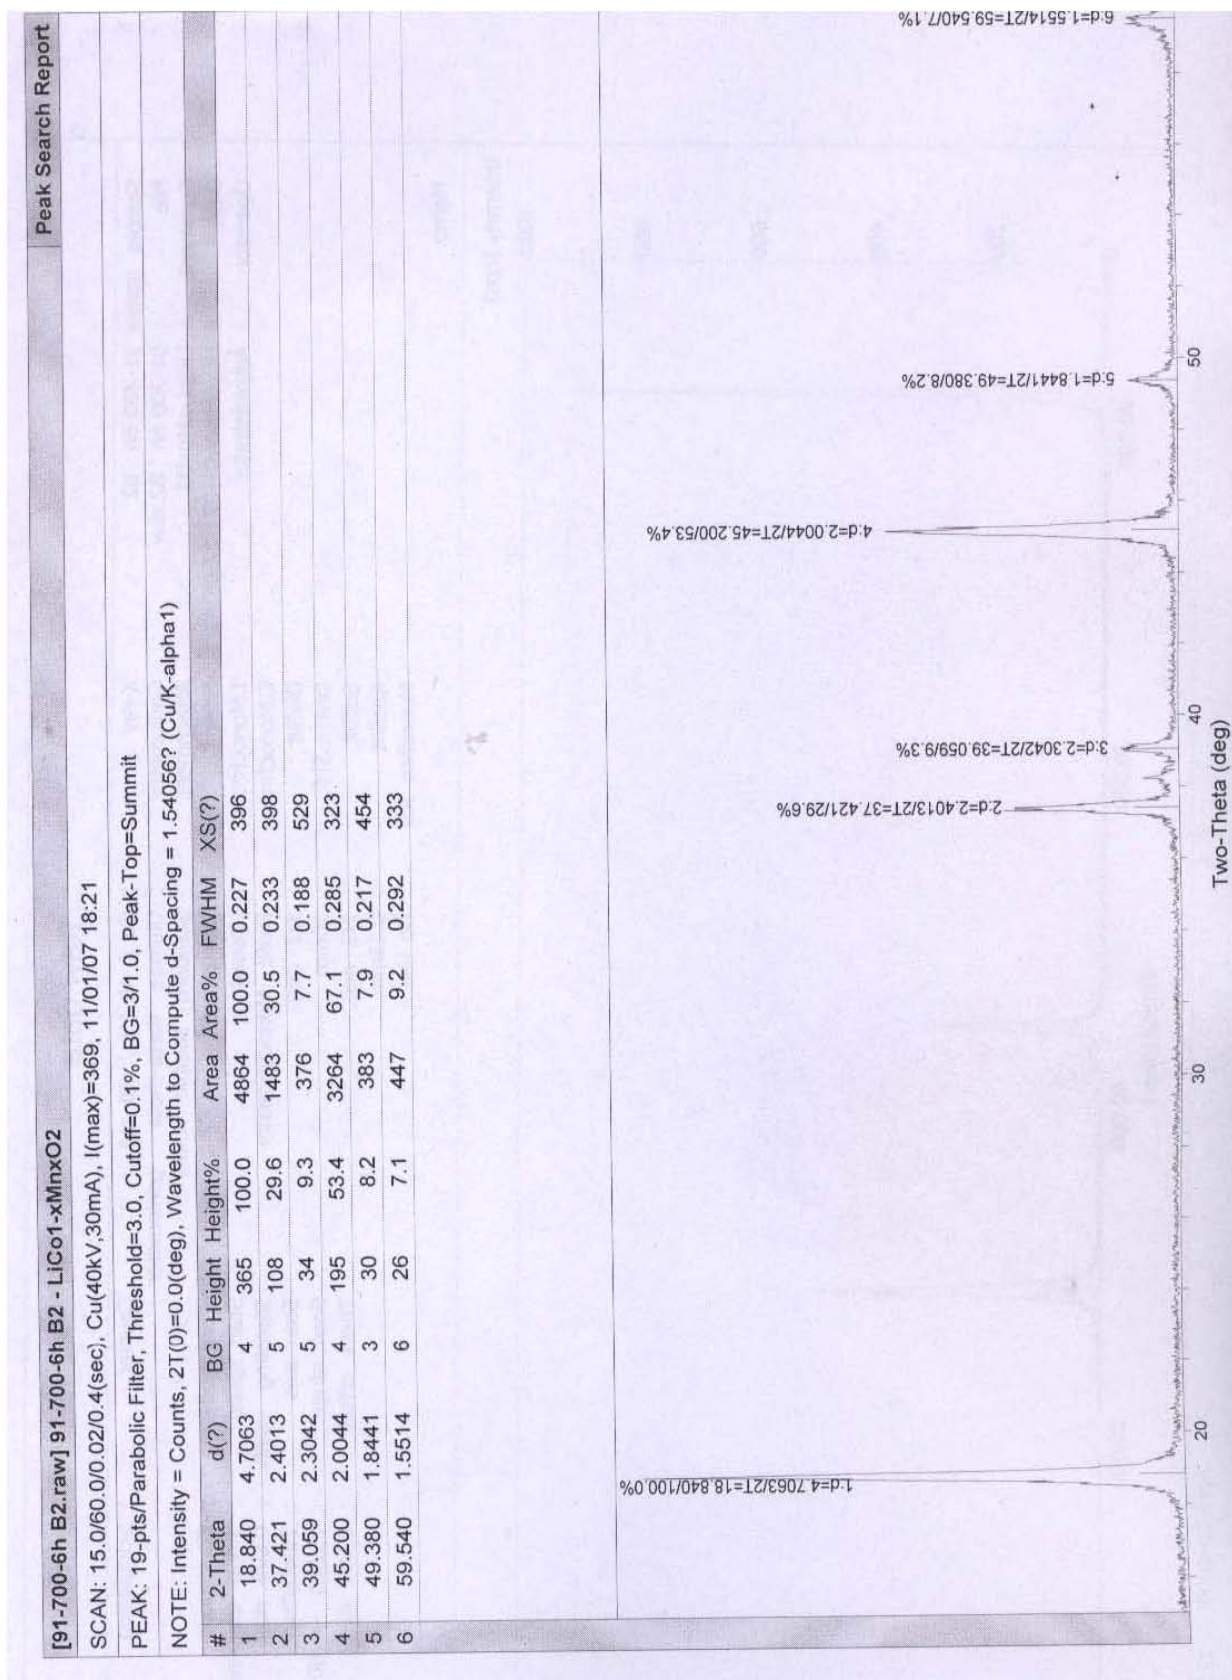 [91-700-6h B2.raw] 91-700-6h B2 - LiCo1-xMnxO2 Peak Search Report
SCAN: 15.0/60.0/0.02/0.4(sec), Cu(40kV,30mA), I(max)=369, 11/01/07 18:21
PEAK: 19-pts/Parabolic Filter, Threshold=3.0, Cutoff=0.1%, BG=3/1.0, Peak-Top=Summit
NOTE: Intensity = Counts, 2T(0)=0.0(deg), Wavelength to Compute d-Spacing = 1.54056? (Cu/K-alpha1)
# 2-Theta d(?) BG Height Height% Area Area% FWHM XS(?)
1 18.840 4.7063 4 365 100.0 4864 100.0 0.227 396
2 37.421 2.4013 5 108 29.6 1483 30.5 0.233 398
3 39.059 2.3042 5 34 9.3 376 7.7 0.188 529
4 45.200 2.0044 4 195 53.4 3264 67.1 0.285 323
5 49.380 1.8441 3 30 8.2 383 7.9 0.217 454
6 59.540 1.5514 6 26 7.1 447 9.2 0.292 333
1:d=4.7063/2T=18.840/100.0%
2:d=2.4013/2T=37.421/29.6%
3:d=2.3042/2T=39.059/9.3%
4:d=2.0044/2T=45.200/53.4%
5:d=1.8441/2T=49.380/8.2%
6:d=1.5514/2T=59.540/7.1%
20 30 40 50
Two-Theta (deg)